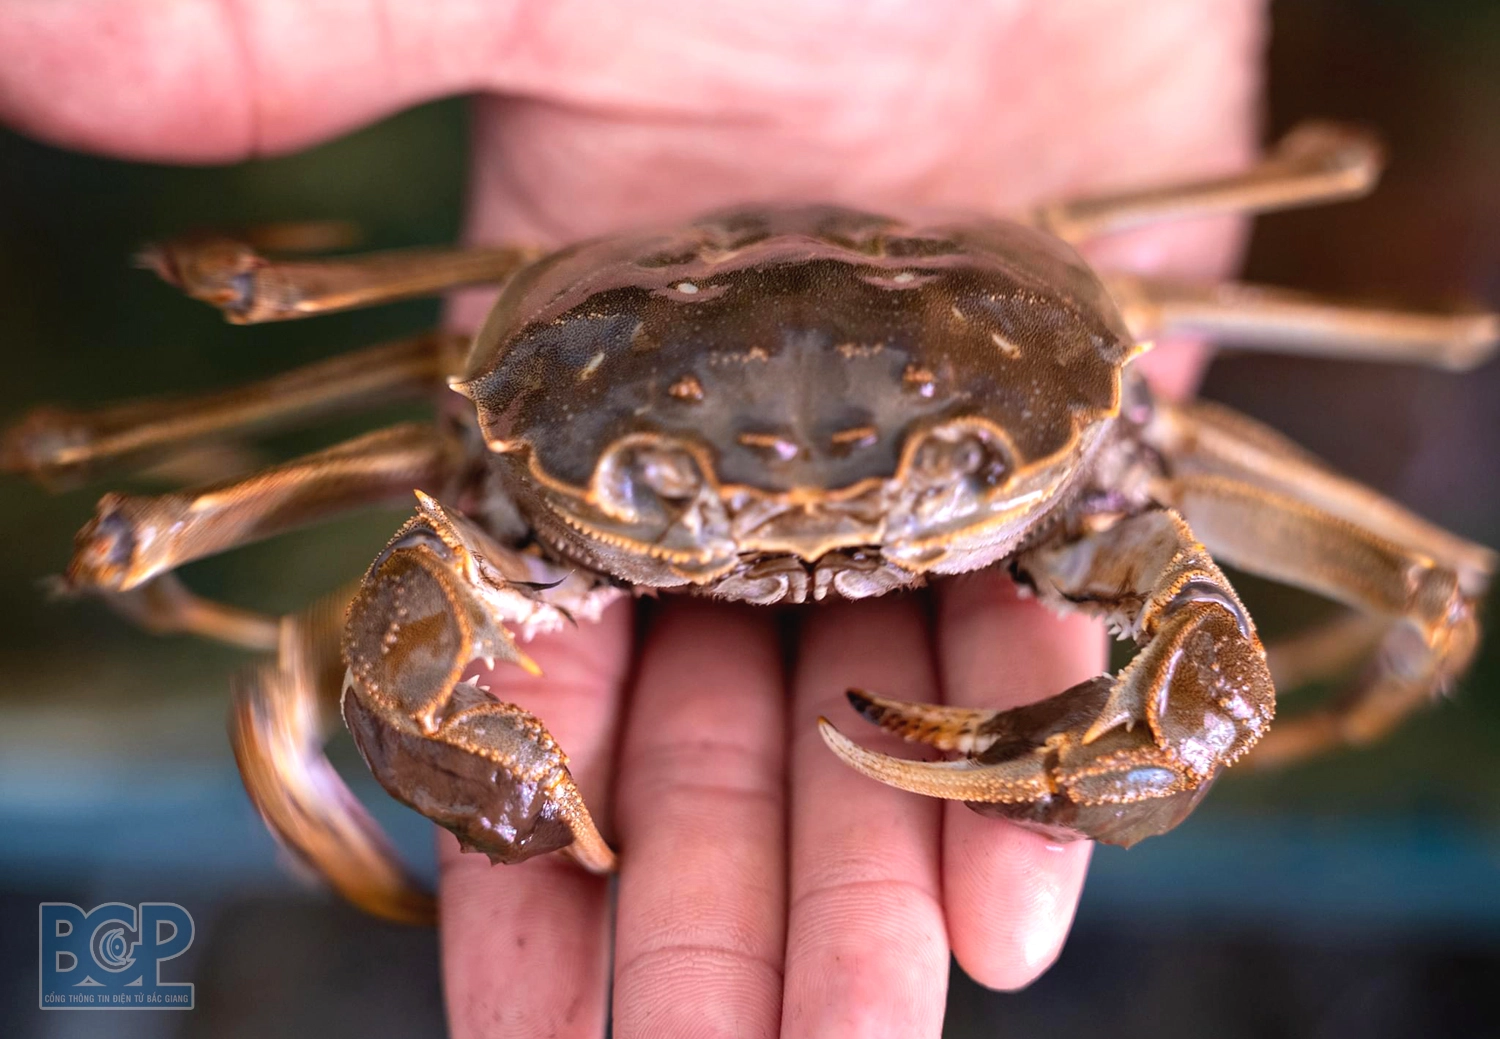 BGP
CỔNG THÔNG TIN ĐIỆN TỬ BẮC GIANG